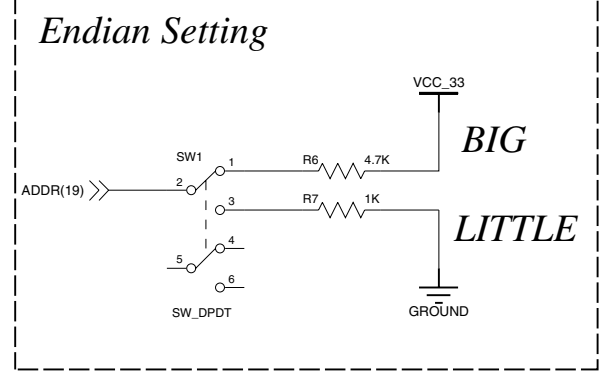 Endian Setting
VCC_33
BIG
SW1
1
R6
4.7K
ADDR(19)
2
3
R7
1K
LITTLE
4
5
6
SW_DPDT
GROUND